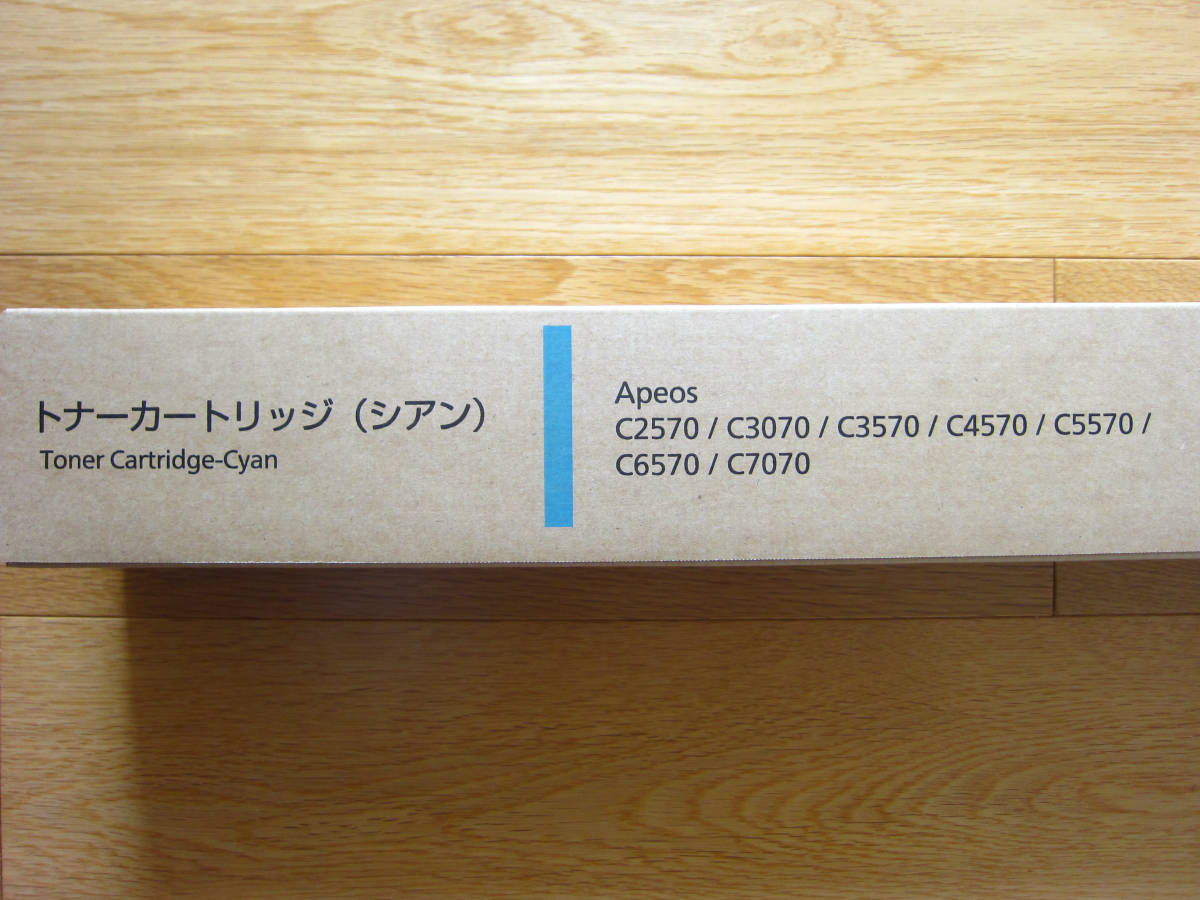 トナーカートリッジ（シアン）
Toner Cartridge-Cyan
Apeos
C2570 / C3070 / C3570 / C4570 / C5570 /
C6570 / C7070